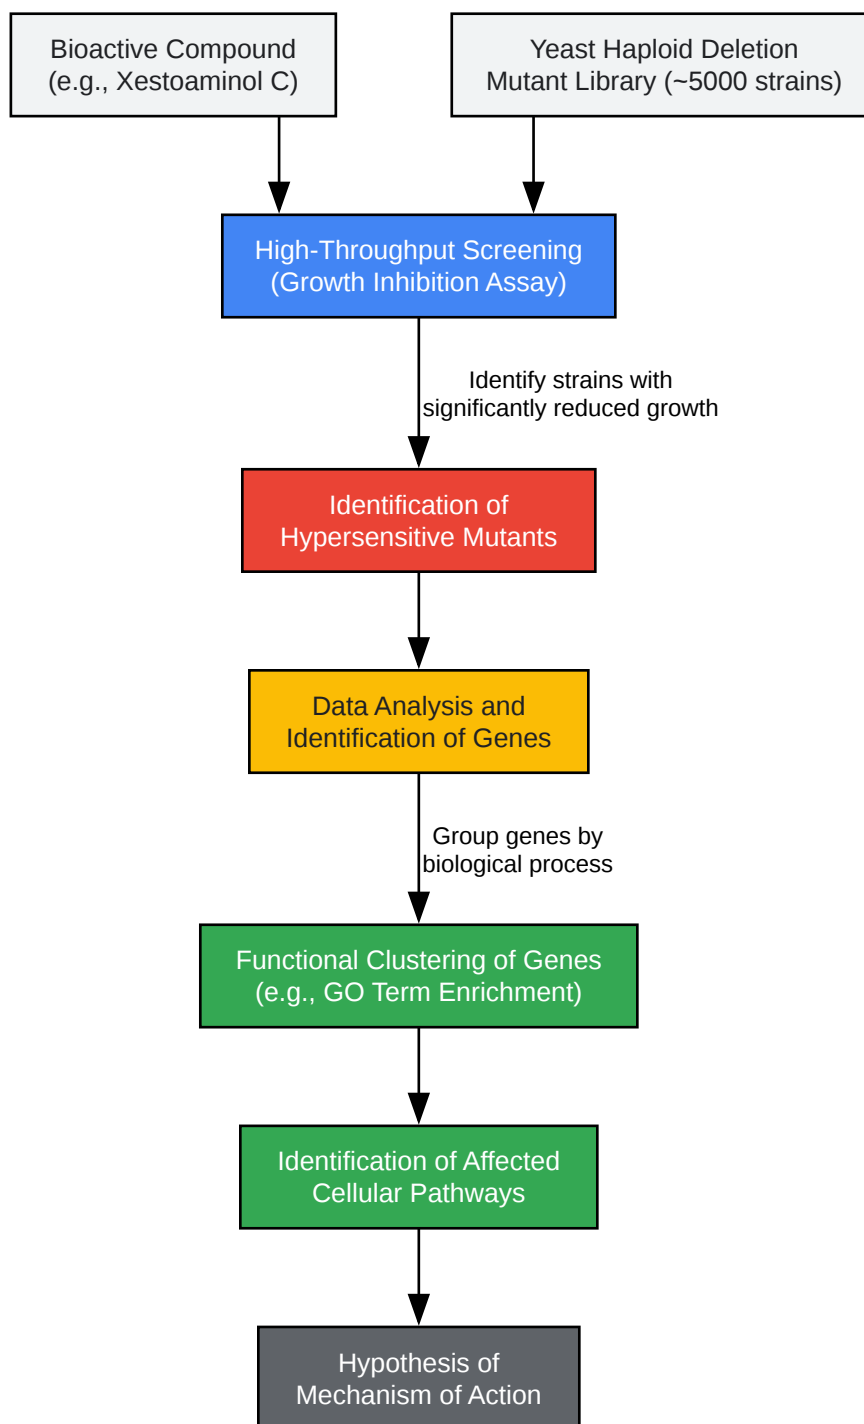 Bioactive Compound
(e.g., Xestoaminol C)
Yeast Haploid Deletion
Mutant Library (~5000 strains)
High-Throughput Screening
(Growth Inhibition Assay)
Identify strains with
significantly reduced growth
Identification of
Hypersensitive Mutants
Data Analysis and
Identification of Genes
Group genes by
biological process
Functional Clustering of Genes
(e.g., GO Term Enrichment)
Identification of Affected
Cellular Pathways
Hypothesis of
Mechanism of Action